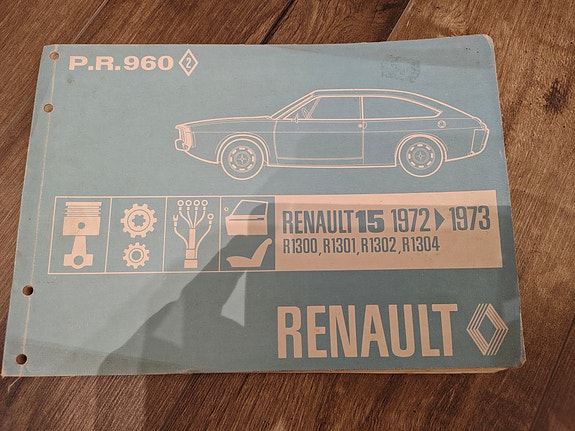 P.R.960 2
RENAULT 15 1972 ▶ 1973
R1300, R1301, R1302, R1304
RENAULT